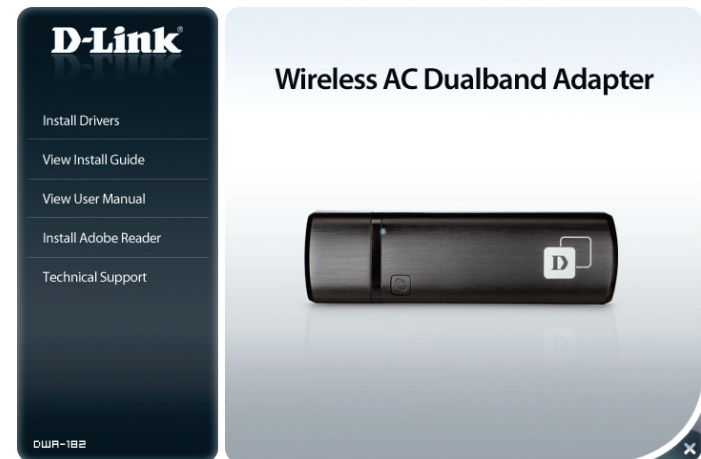 D-Link®
Install Drivers
View Install Guide
View User Manual
Install Adobe Reader
Technical Support
DWA-182
Wireless AC Dualband Adapter
D